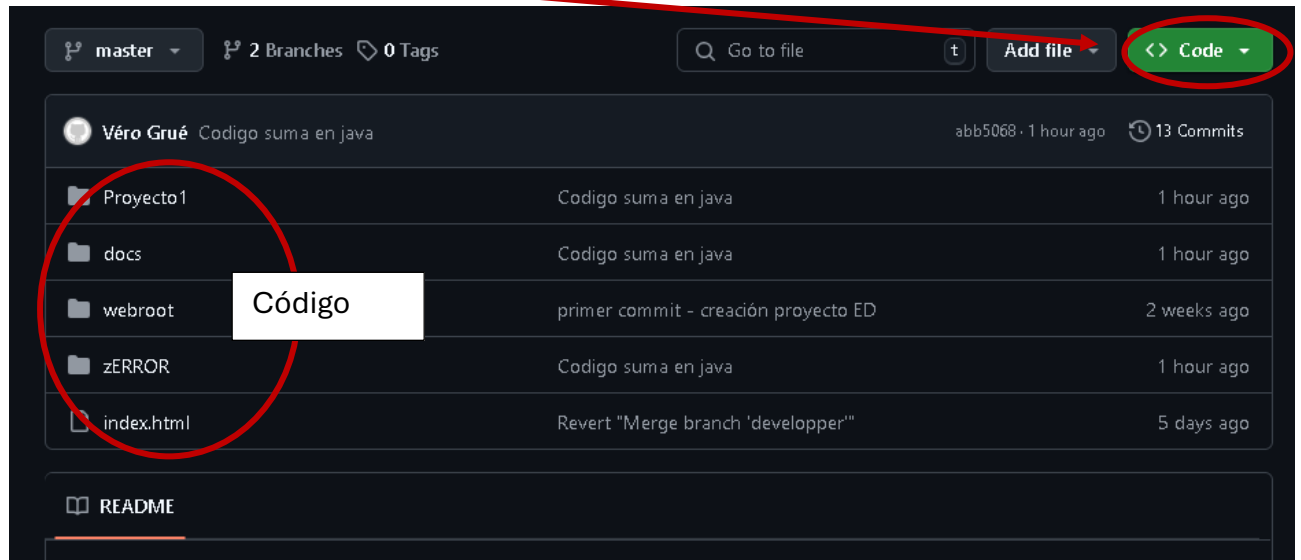 master 2 Branches 0 Tags Go to file t Add file <> Code
Véro Grué Codigo suma en java abb5068 · 1 hour ago 13 Commits
Proyecto1 Codigo suma en java 1 hour ago
docs Codigo suma en java 1 hour ago
Código
webroot primer commit - creación proyecto ED 2 weeks ago
zERROR Codigo suma en java 1 hour ago
index.html Revert "Merge branch 'developper'" 5 days ago
README